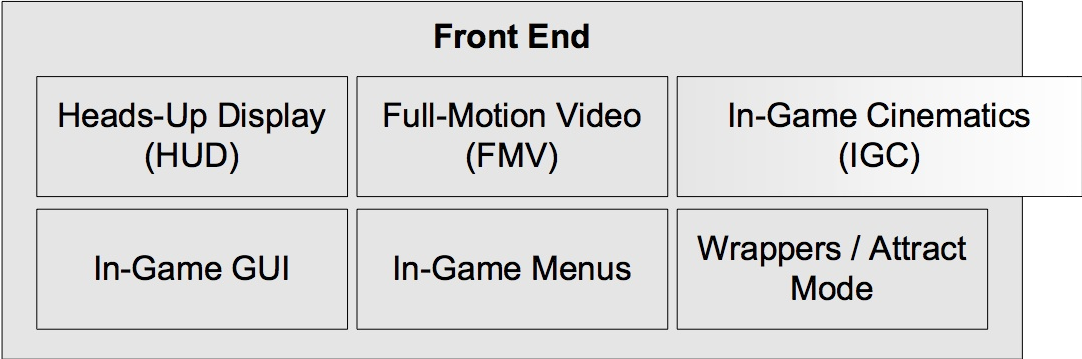 Front End
Heads-Up Display
(HUD)
Full-Motion Video
(FMV)
In-Game Cinematics
(IGC)
In-Game GUI
In-Game Menus
Wrappers / Attract
Mode